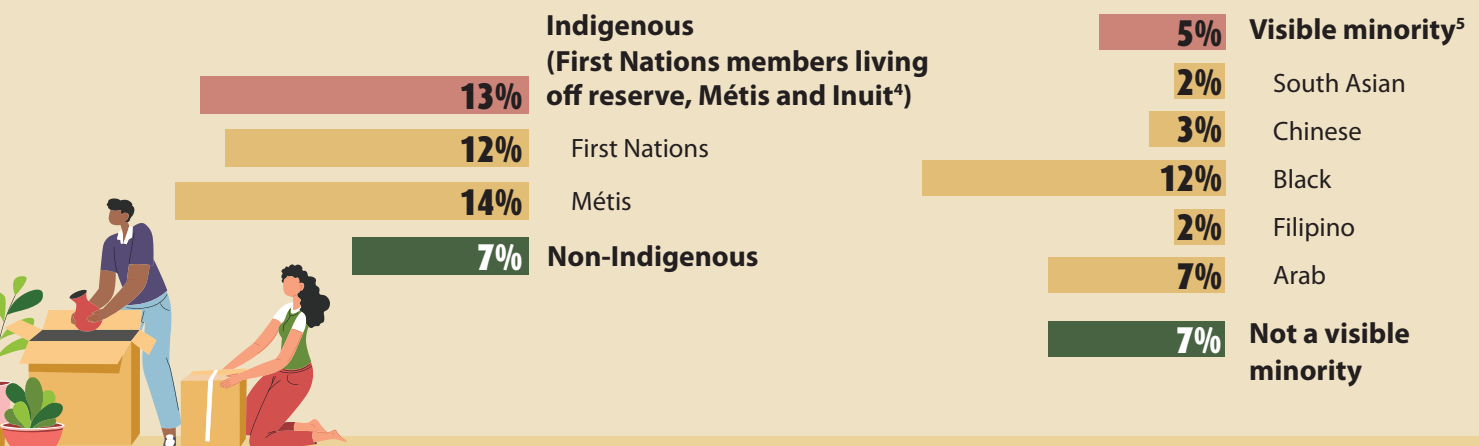 Indigenous
(First Nations members living
off reserve, Métis and Inuit⁴)
13%
12% First Nations
14% Métis
7% Non-Indigenous
5% Visible minority⁵
2% South Asian
3% Chinese
12% Black
2% Filipino
7% Arab
7% Not a visible
minority